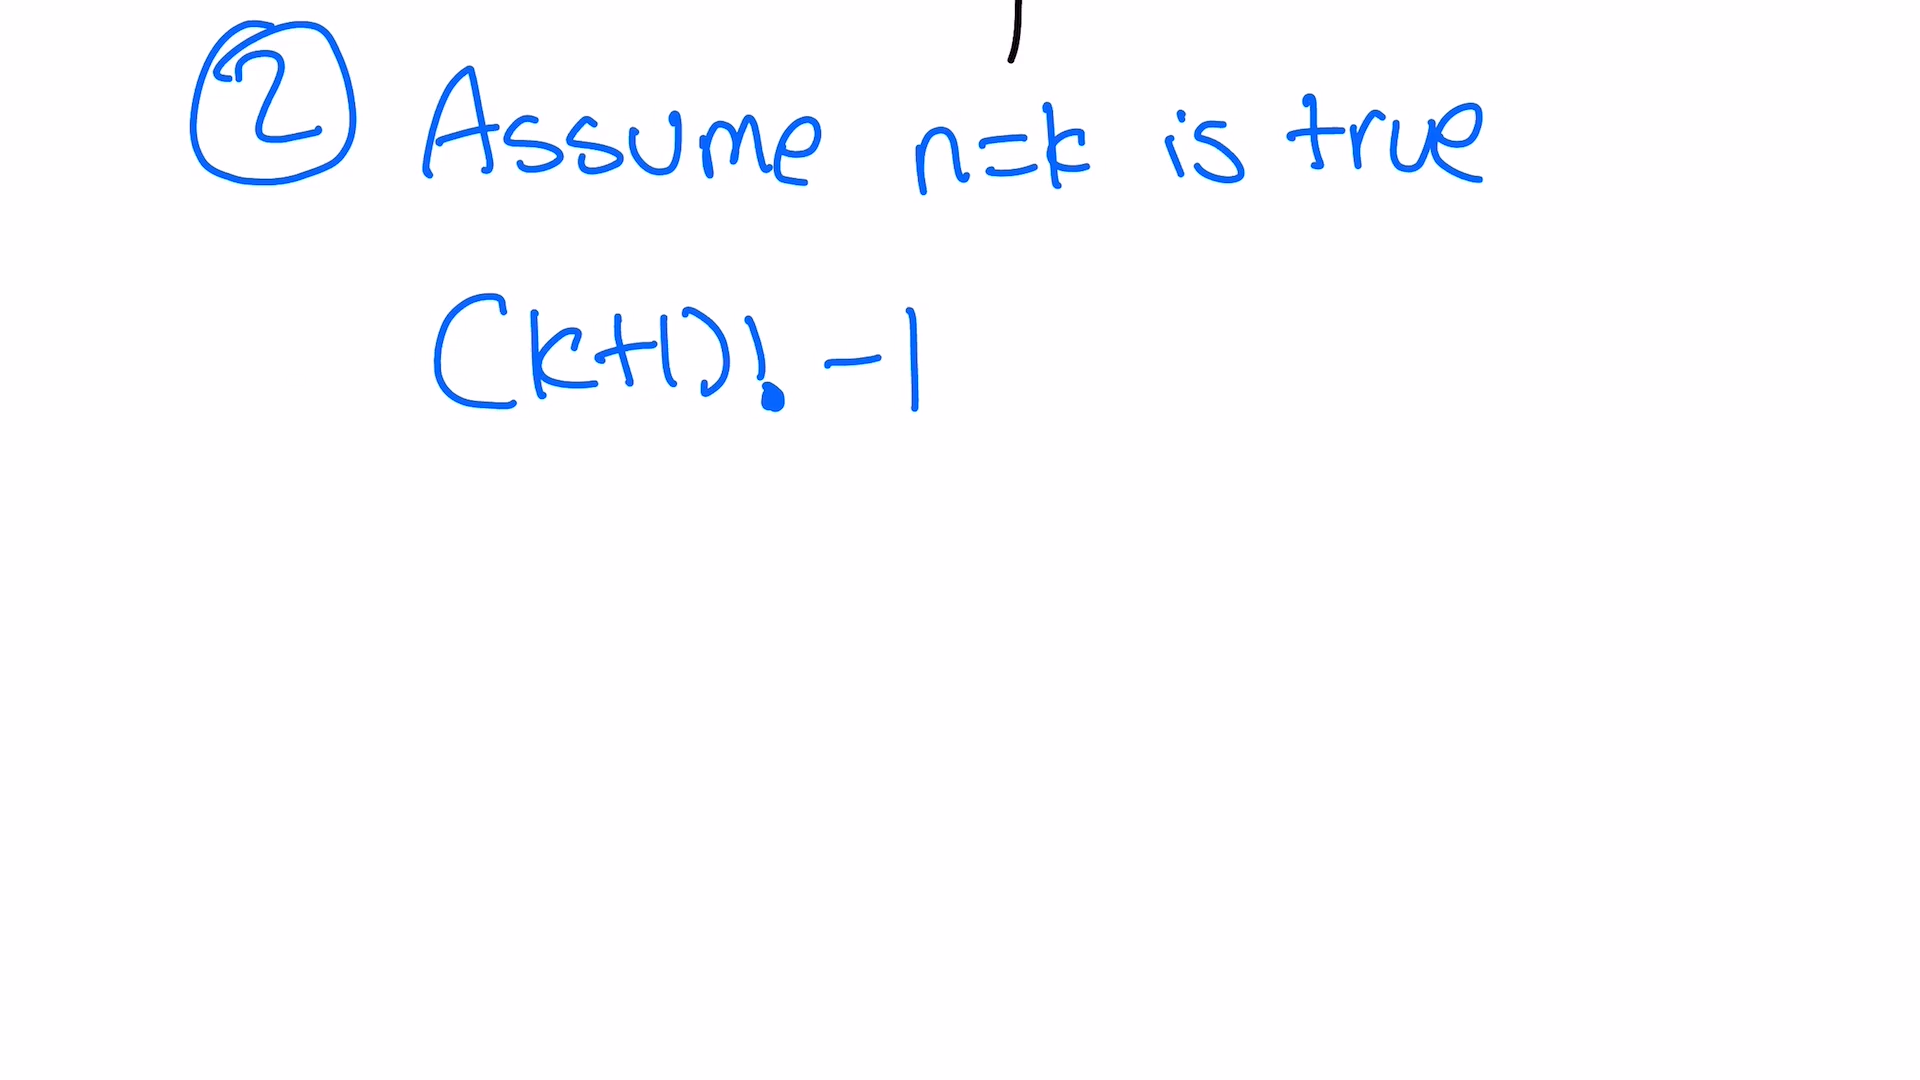 ② Assume n=k is true
(k+1)! -1